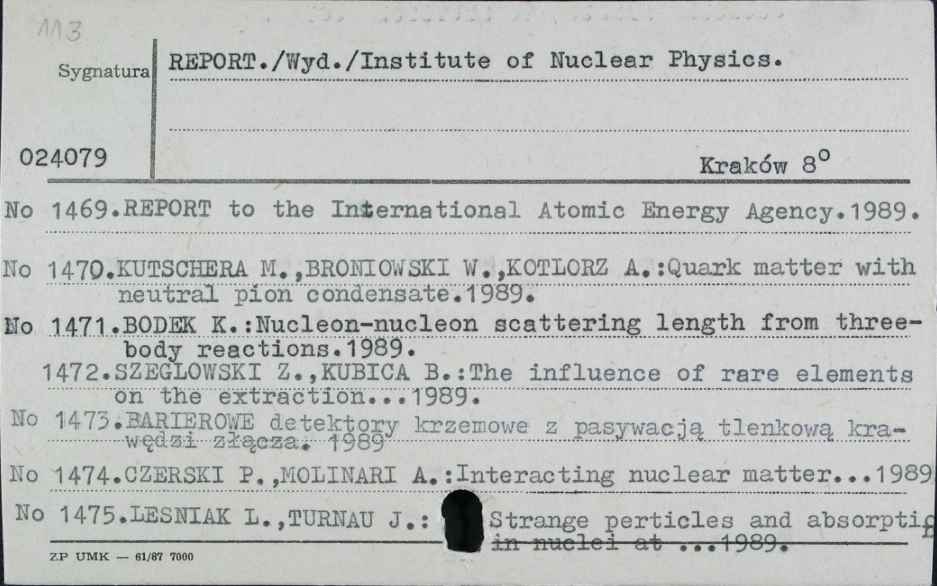 113
Sygnatura
REPORT./Wyd./Institute of Nuclear Physics.
024079
Kraków 8°
No 1469.REPORT to the International Atomic Energy Agency.1989.
No 1470.KUTSCHERA M.,BRONIOWSKI W.,KOTLORZ A.:Quark matter with
neutral pion condensate.1989.
No 1471.BODEK K.:Nucleon-nucleon scattering length from three-
body reactions.1989.
1472.SZEGLOWSKI Z.,KUBICA B.:The influence of rare elements
on the extraction...1989.
No 1473.BARIEROWE detektory krzemowe z pasywacją tlenkową kra-
wędzi złącza. 1989
No 1474.CZERSKI P.,MOLINARI A.:Interacting nuclear matter...1989
No 1475.LESNIAK L.,TURNAU J.: Strange perticles and absorptio
in nuclei at ...1989.
ZP UMK — 61/87 7000